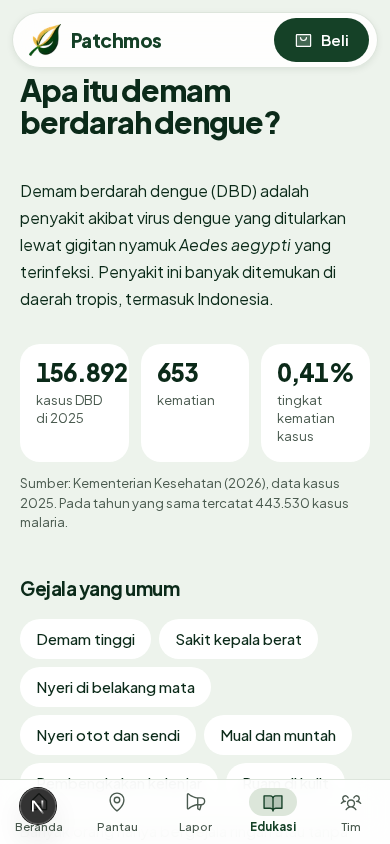 Patchmos
Beli
Apa itu demam
berdarah dengue?
Demam berdarah dengue (DBD) adalah
penyakit akibat virus dengue yang ditularkan
lewat gigitan nyamuk Aedes aegypti yang
terinfeksi. Penyakit ini banyak ditemukan di
daerah tropis, termasuk Indonesia.
156.892
kasus DBD
di 2025
653
kematian
0,41%
tingkat
kematian
kasus
Sumber: Kementerian Kesehatan (2026), data kasus
2025. Pada tahun yang sama tercatat 443.530 kasus
malaria.
Gejala yang umum
Demam tinggi
Sakit kepala berat
Nyeri di belakang mata
Nyeri otot dan sendi
Mual dan muntah
N
Beranda
Pantau
Lapor
Edukasi
Tim